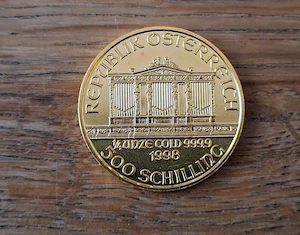 REPUBLIK ÖSTERREICH
¼ UNZE GOLD 999.9
1998
500 SCHILLING